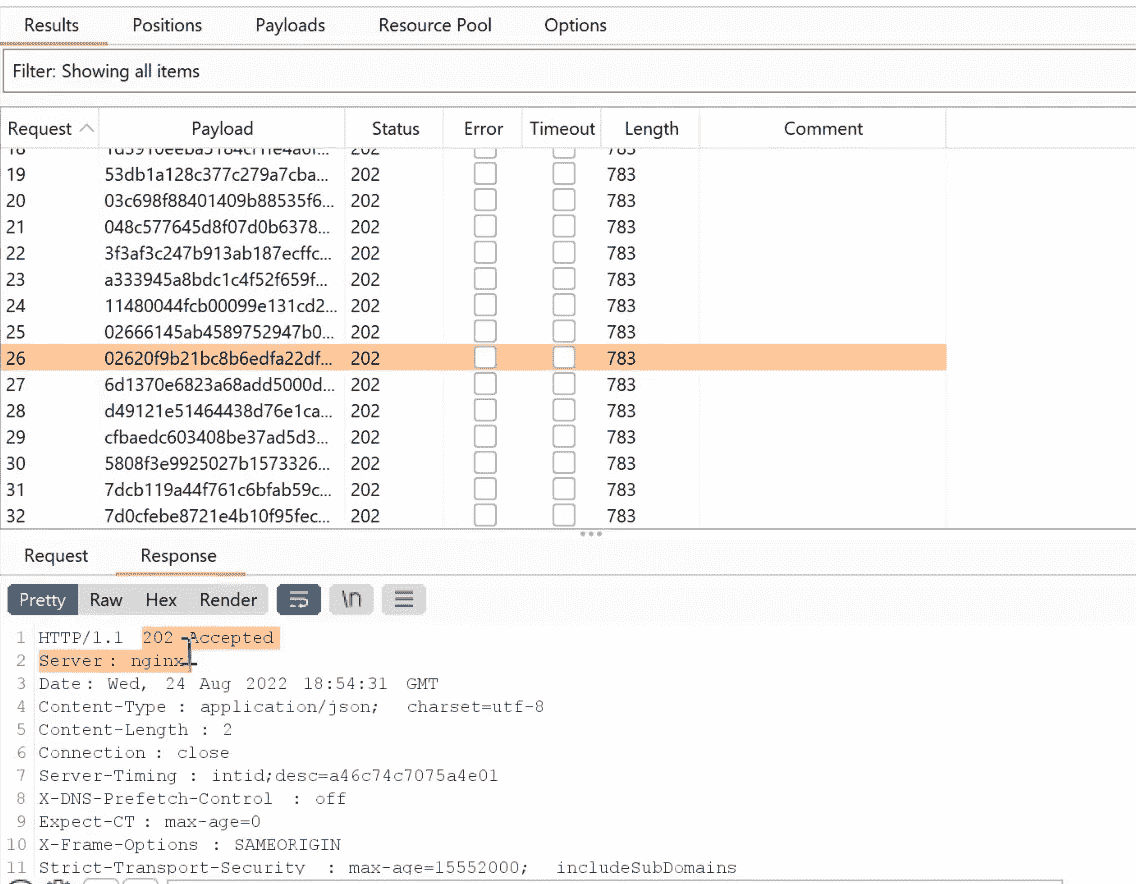 Results Positions Payloads Resource Pool Options
Filter: Showing all items
Request Payload Status Error Timeout Length Comment
18 202 783
19 53db1a128c377c279a7cba... 202 783
20 03c698f88401409b88535f6... 202 783
21 048c577645d8f07d0b6378... 202 783
22 3f3af3c247b913ab187ecffc... 202 783
23 a333945a8bdc1c4f52f659f... 202 783
24 11480044fcb00099e131cd2... 202 783
25 02666145ab4589752947b0... 202 783
26 02620f9b21bc8b6edfa22df... 202 783
27 6d1370e6823a68add5000d... 202 783
28 d49121e51464438d76e1ca... 202 783
29 cfbaedc603408be37ad5d3... 202 783
30 5808f3e9925027b1573326... 202 783
31 7dcb119a44f761c6bfab59c... 202 783
32 7d0cfebe8721e4b10f95fec... 202 783
Request Response
Pretty Raw Hex Render \n
1 HTTP/1.1 202 Accepted
2 Server: nginx
3 Date: Wed, 24 Aug 2022 18:54:31 GMT
4 Content-Type : application/json; charset=utf-8
5 Content-Length : 2
6 Connection : close
7 Server-Timing : intid;desc=a46c74c7075a4e01
8 X-DNS-Prefetch-Control : off
9 Expect-CT : max-age=0
10 X-Frame-Options : SAMEORIGIN
11 Strict-Transport-Security : max-age=15552000; includeSubDomains